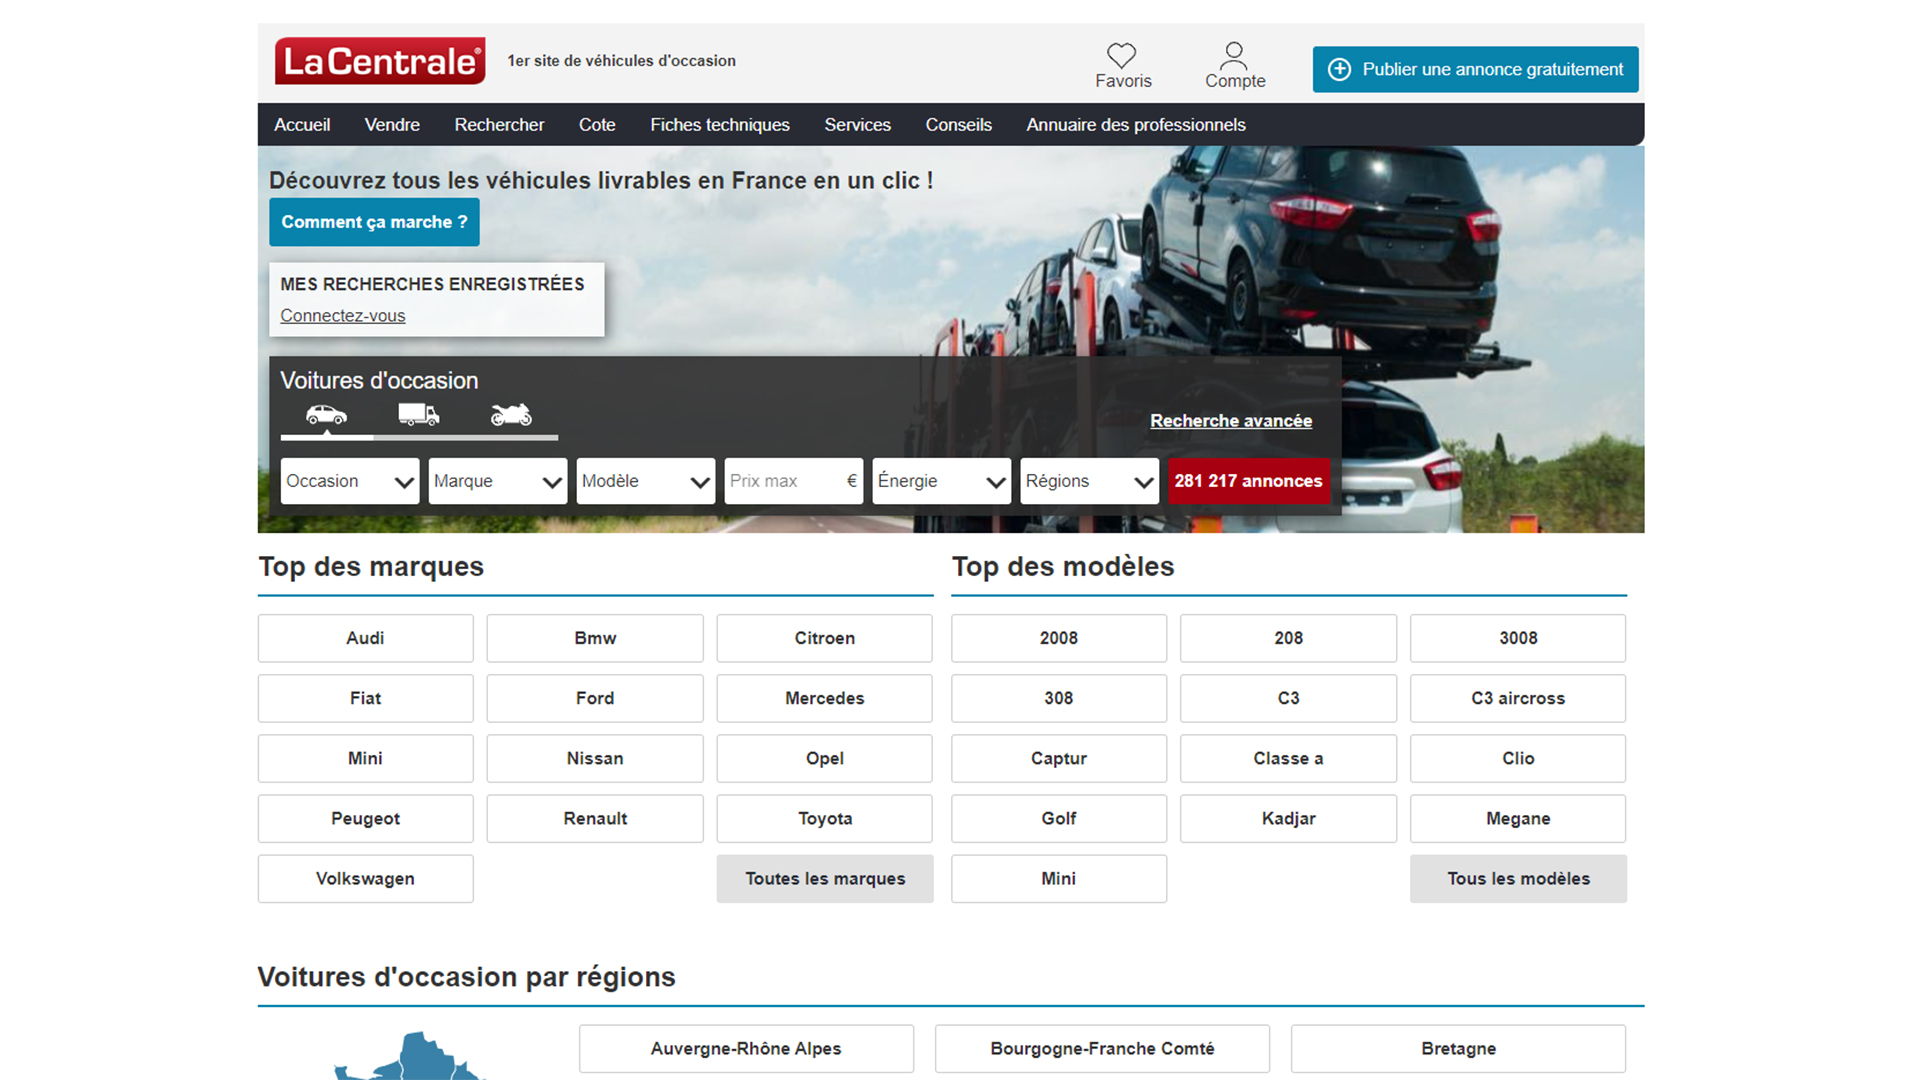 LaCentrale®
1er site de véhicules d'occasion
Favoris
Compte
Publier une annonce gratuitement
Accueil Vendre Rechercher Cote Fiches techniques Services Conseils Annuaire des professionnels
Découvrez tous les véhicules livrables en France en un clic !
Comment ça marche ?
MES RECHERCHES ENREGISTRÉES
Connectez-vous
Voitures d'occasion
Recherche avancée
Occasion Marque Modèle Prix max € Énergie Régions 281 217 annonces
Top des marques
Audi Bmw Citroen
Fiat Ford Mercedes
Mini Nissan Opel
Peugeot Renault Toyota
Volkswagen Toutes les marques
Top des modèles
2008 208 3008
308 C3 C3 aircross
Captur Classe a Clio
Golf Kadjar Megane
Mini Tous les modèles
Voitures d'occasion par régions
Auvergne-Rhône Alpes Bourgogne-Franche Comté Bretagne